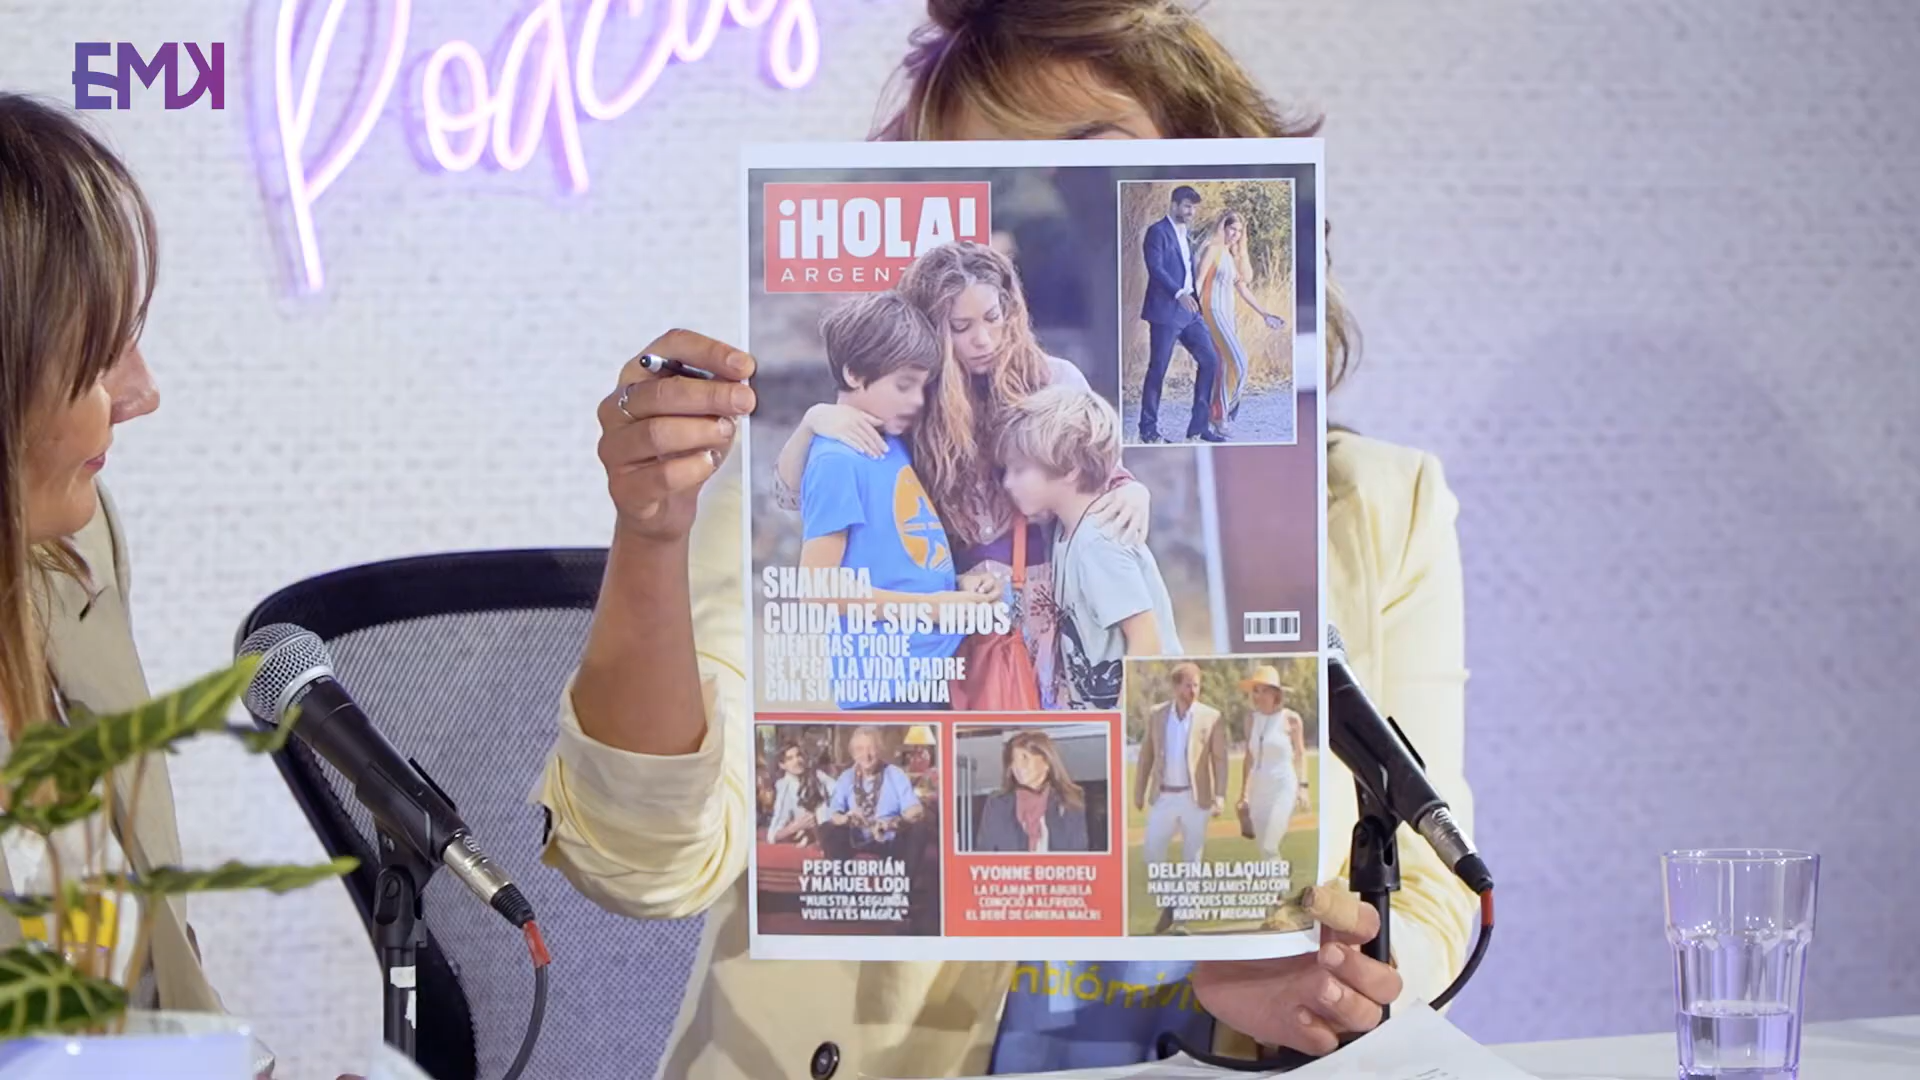 EMK
Podcas
¡HOLA!
ARGENT
SHAKIRA
CUIDA DE SUS HIJOS
MIENTRAS PIQUE
SE PEGA LA VIDA PADRE
CON SU NUEVA NOVIA
PEPE CIBRIÁN
Y NAHUEL LODI
"NUESTRA SEGUNDA
VUELTA ES MÁGICA"
YVONNE BORDEU
LA FLAMANTE ABUELA
CONOCIÓ A ALFREDO,
EL BEBÉ DE GIMENA MACRI
DELFINA BLAQUIER
HABLA DE SU AMISTAD CON
LOS DUQUES DE SUSSEX,
HARRY Y MEGHAN